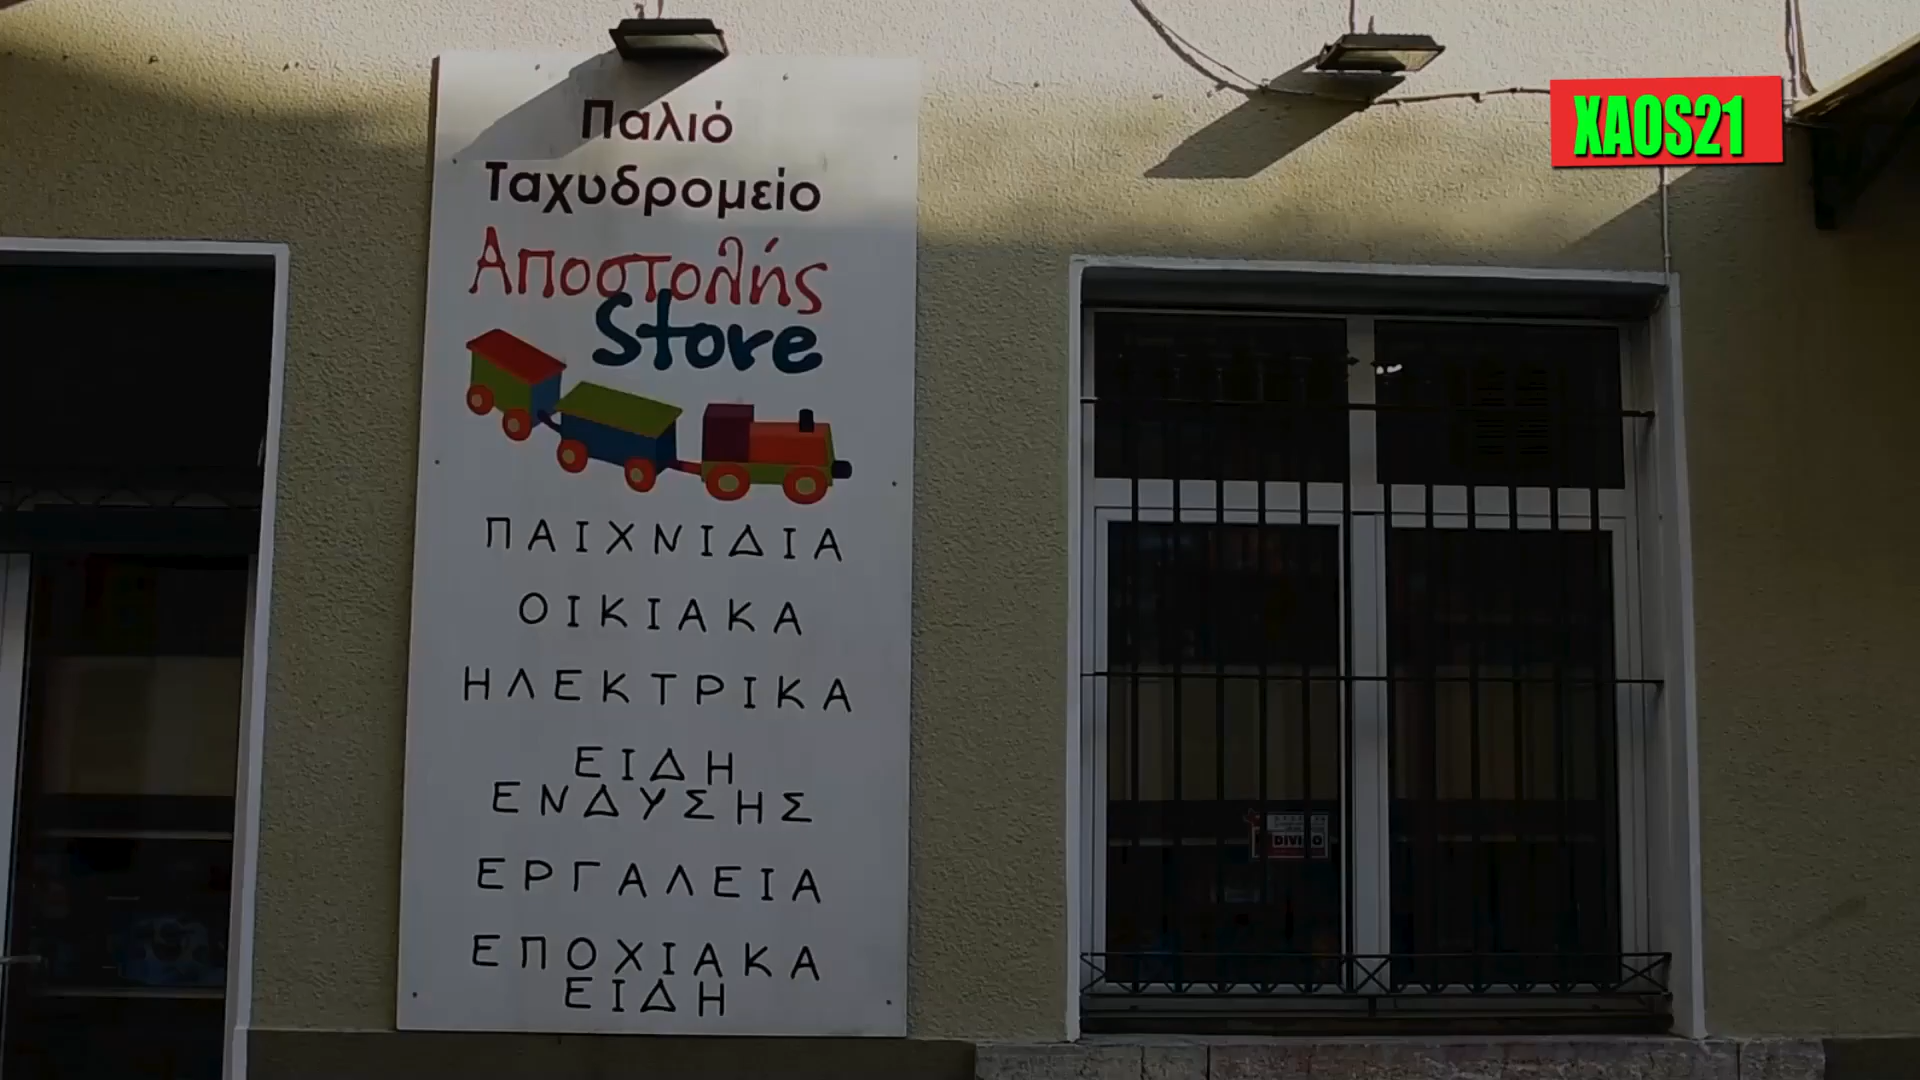 Παλιό
Ταχυδρομείο
Αποστολής
Store
ΠΑΙΧΝΙΔΙΑ
ΟΙΚΙΑΚΑ
ΗΛΕΚΤΡΙΚΑ
ΕΙΔΗ
ΕΝΔΥΣΗΣ
ΕΡΓΑΛΕΙΑ
ΕΠΟΧΙΑΚΑ
ΕΙΔΗ
XAOS21